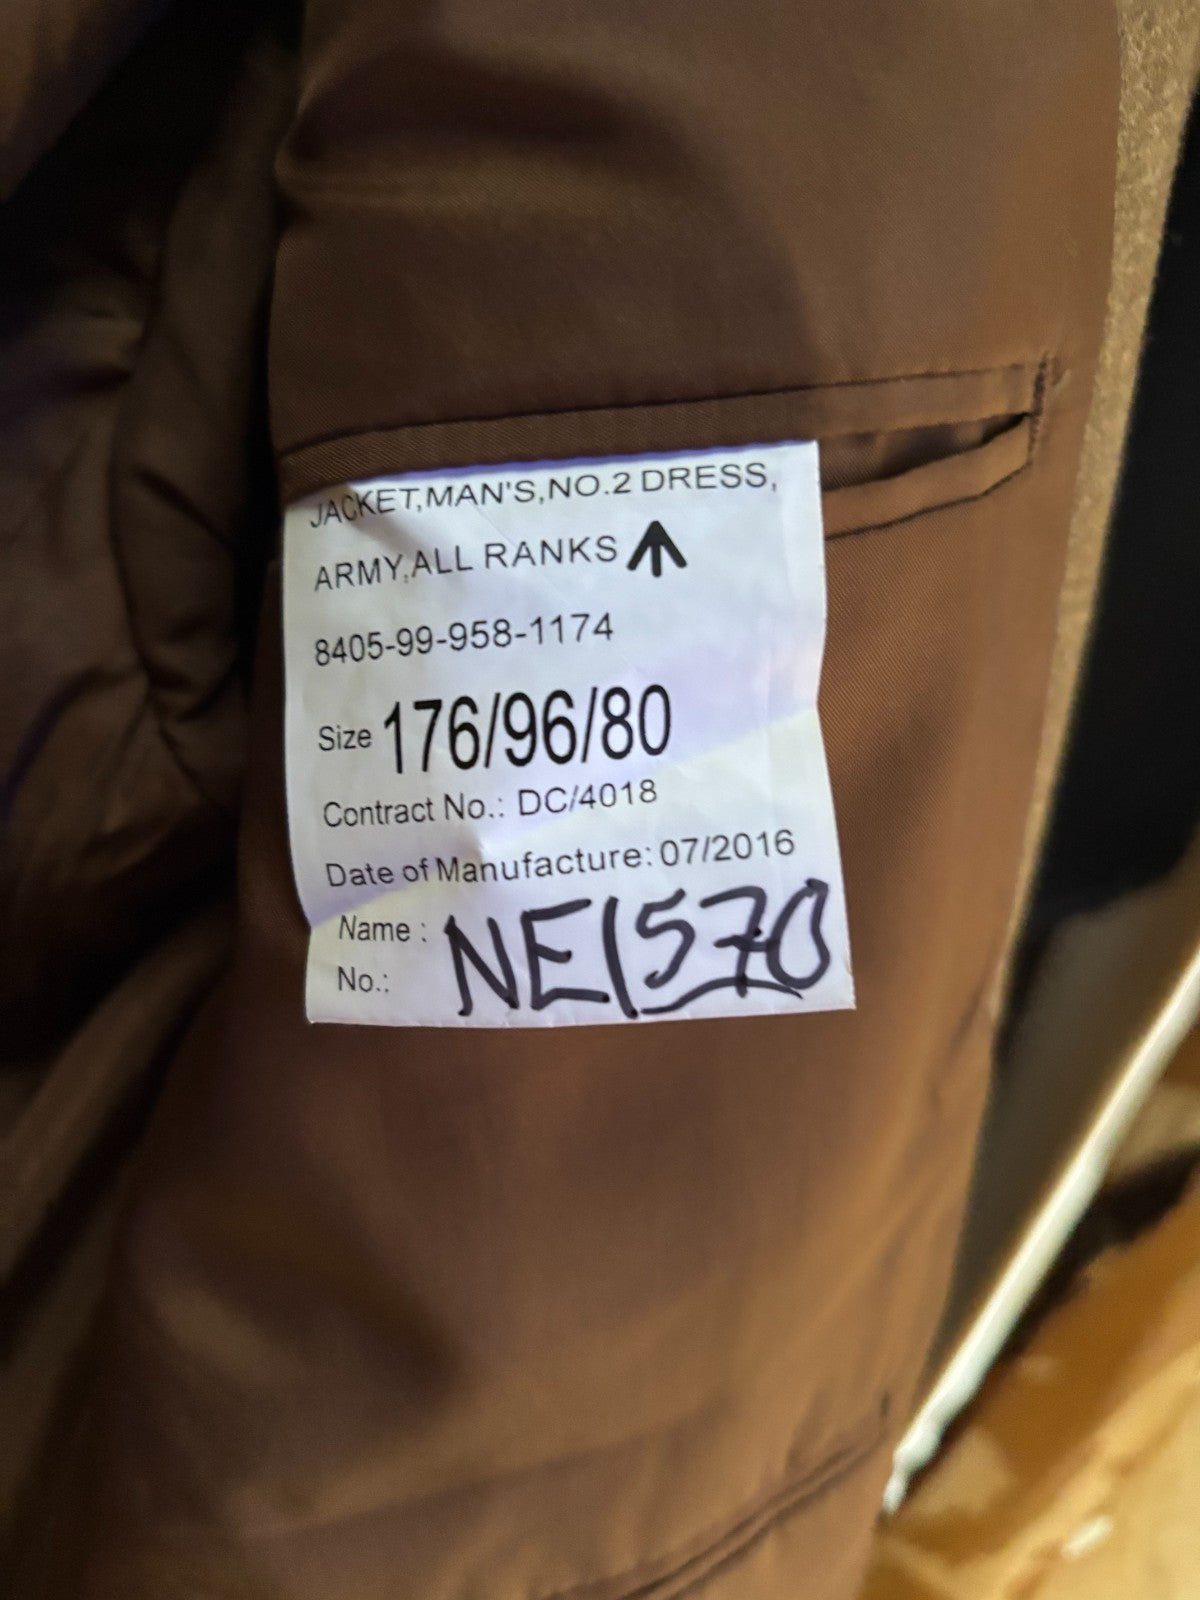 JACKET,MAN'S,NO.2 DRESS,
ARMY,ALL RANKS
8405-99-958-1174
Size 176/96/80
Contract No.: DC/4018
Date of Manufacture: 07/2016
Name :
No.: NE1570